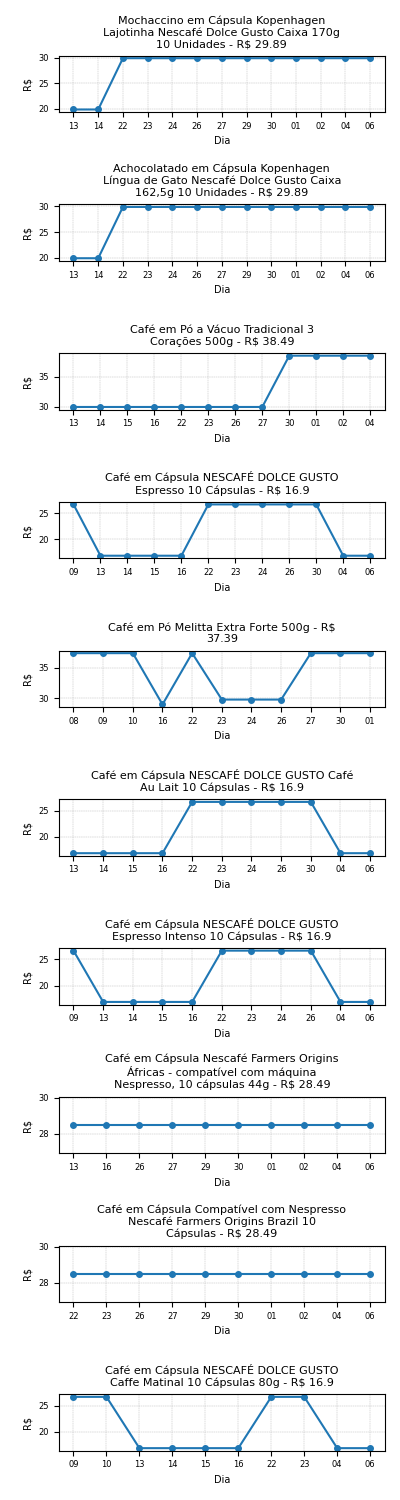 Mochaccino em Cápsula Kopenhagen
Lajotinha Nescafé Dolce Gusto Caixa 170g
10 Unidades - R$ 29.89
30
25
20
R$
13 14 22 23 24 26 27 29 30 01 02 04 06
Dia
Achocolatado em Cápsula Kopenhagen
Língua de Gato Nescafé Dolce Gusto Caixa
162,5g 10 Unidades - R$ 29.89
30
25
20
R$
13 14 22 23 24 26 27 29 30 01 02 04 06
Dia
Café em Pó a Vácuo Tradicional 3
Corações 500g - R$ 38.49
35
30
R$
13 14 15 16 22 23 26 27 30 01 02 04
Dia
Café em Cápsula NESCAFÉ DOLCE GUSTO
Espresso 10 Cápsulas - R$ 16.9
25
20
R$
09 13 14 15 16 22 23 24 26 30 04 06
Dia
Café em Pó Melitta Extra Forte 500g - R$
37.39
35
30
R$
08 09 10 16 22 23 24 26 27 30 01
Dia
Café em Cápsula NESCAFÉ DOLCE GUSTO Café
Au Lait 10 Cápsulas - R$ 16.9
25
20
R$
13 14 15 16 22 23 24 26 30 04 06
Dia
Café em Cápsula NESCAFÉ DOLCE GUSTO
Espresso Intenso 10 Cápsulas - R$ 16.9
25
20
R$
09 13 14 15 16 22 23 24 26 04 06
Dia
Café em Cápsula Nescafé Farmers Origins
Áfricas - compatível com máquina
Nespresso, 10 cápsulas 44g - R$ 28.49
30
28
R$
13 16 26 27 29 30 01 02 04 06
Dia
Café em Cápsula Compatível com Nespresso
Nescafé Farmers Origins Brazil 10
Cápsulas - R$ 28.49
30
28
R$
22 23 26 27 29 30 01 02 04 06
Dia
Café em Cápsula NESCAFÉ DOLCE GUSTO
Caffe Matinal 10 Cápsulas 80g - R$ 16.9
25
20
R$
09 10 13 14 15 16 22 23 04 06
Dia